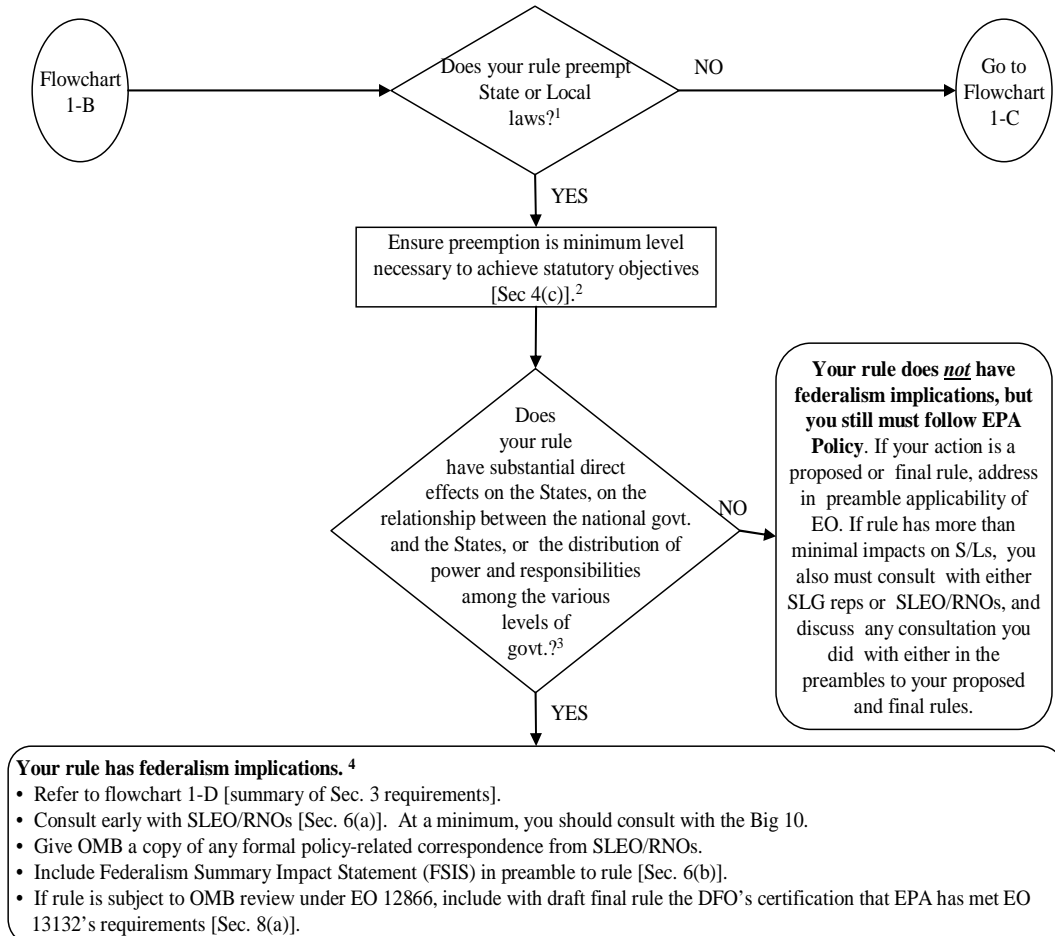 Flowchart
1-B
Does your rule preempt
State or Local
laws?¹
NO
Go to
Flowchart
1-C
YES
Ensure preemption is minimum level
necessary to achieve statutory objectives
[Sec 4(c)].²
Does
your rule
have substantial direct
effects on the States, on the
relationship between the national govt.
and the States, or the distribution of
power and responsibilities
among the various
levels of
govt.?³
NO
Your rule does not have
federalism implications, but
you still must follow EPA
Policy. If your action is a
proposed or final rule, address
in preamble applicability of
EO. If rule has more than
minimal impacts on S/Ls, you
also must consult with either
SLG reps or SLEO/RNOs, and
discuss any consultation you
did with either in the
preambles to your proposed
and final rules.
YES
Your rule has federalism implications. ⁴
• Refer to flowchart 1-D [summary of Sec. 3 requirements].
• Consult early with SLEO/RNOs [Sec. 6(a)]. At a minimum, you should consult with the Big 10.
• Give OMB a copy of any formal policy-related correspondence from SLEO/RNOs.
• Include Federalism Summary Impact Statement (FSIS) in preamble to rule [Sec. 6(b)].
• If rule is subject to OMB review under EO 12866, include with draft final rule the DFO's certification that EPA has met EO
13132's requirements [Sec. 8(a)].